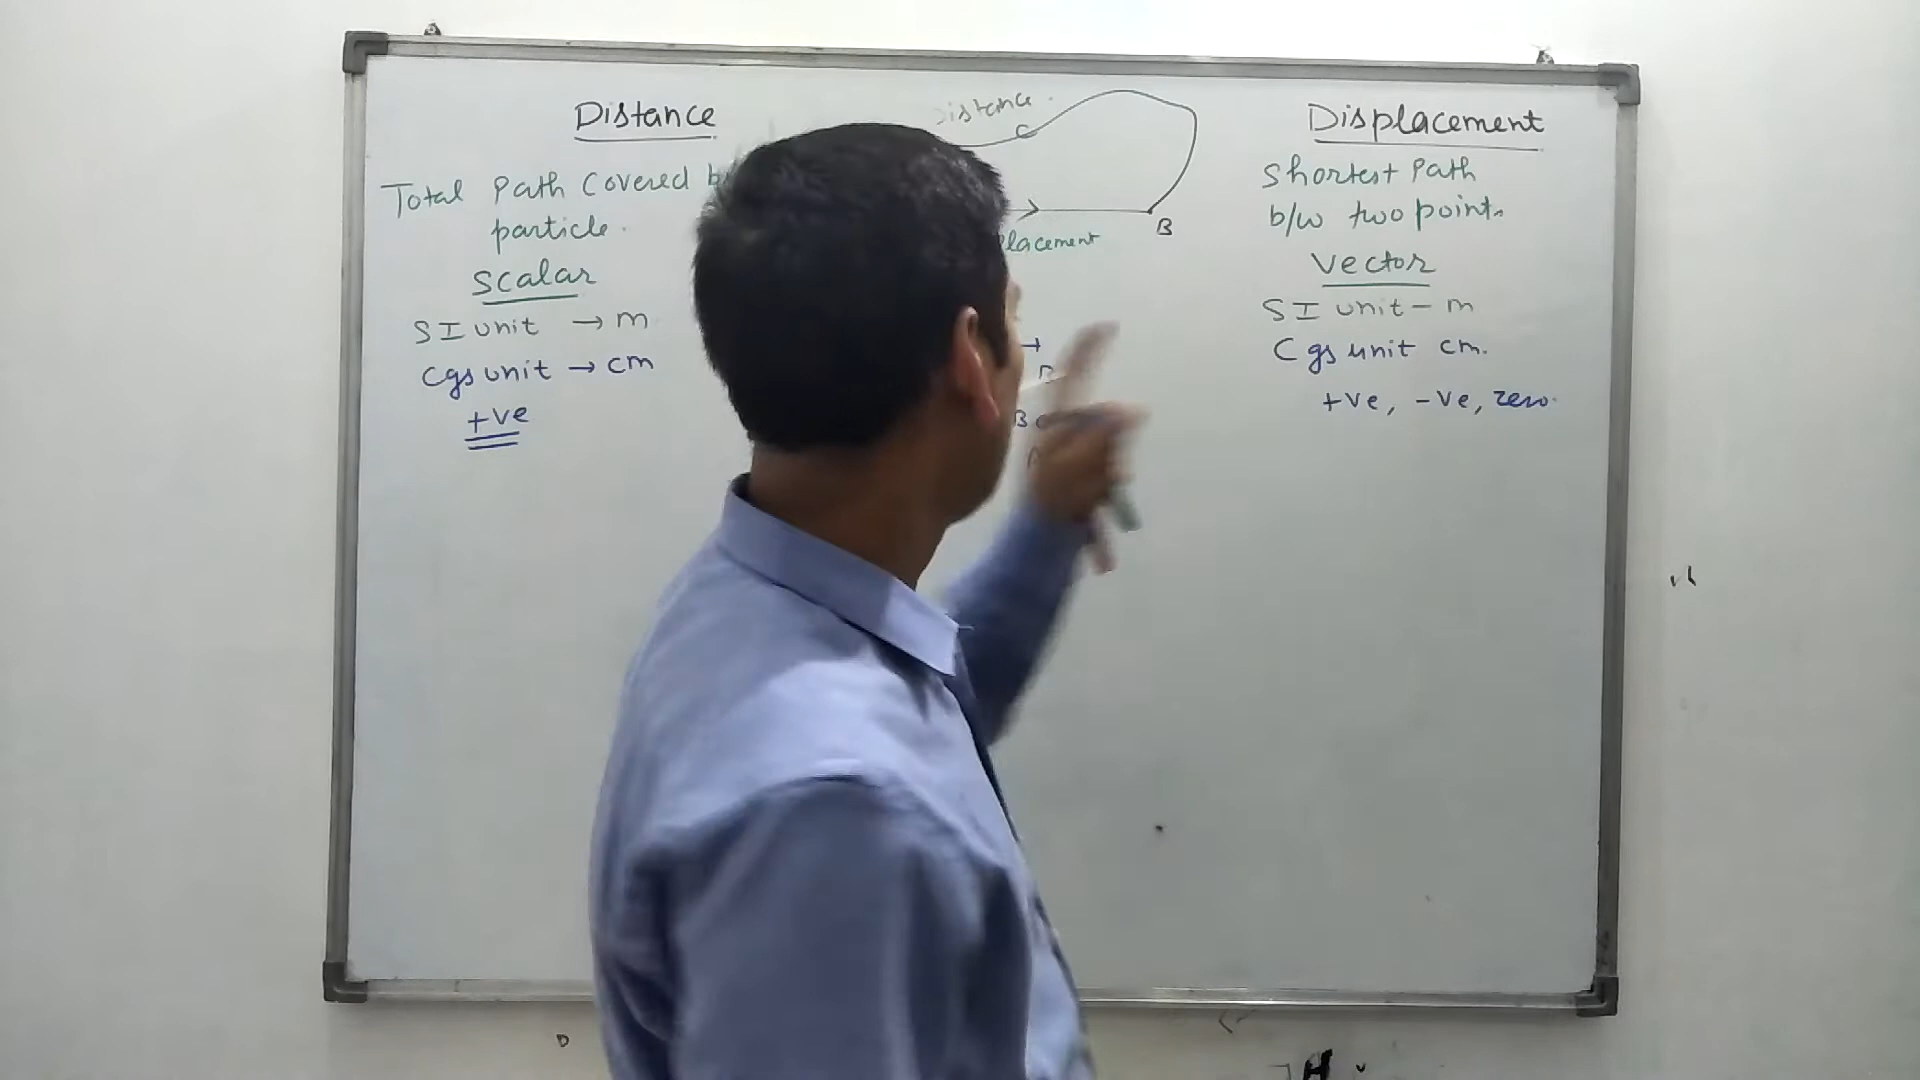 Distance
Total Path Covered
particle.
Scalar
SI unit → m
Cgs unit → cm
+ve
Distance.
C
B
B
Displacement
Shortest Path
b/w two points
Vector
SI unit - m
Cgs unit cm.
+ve, -ve, zero.